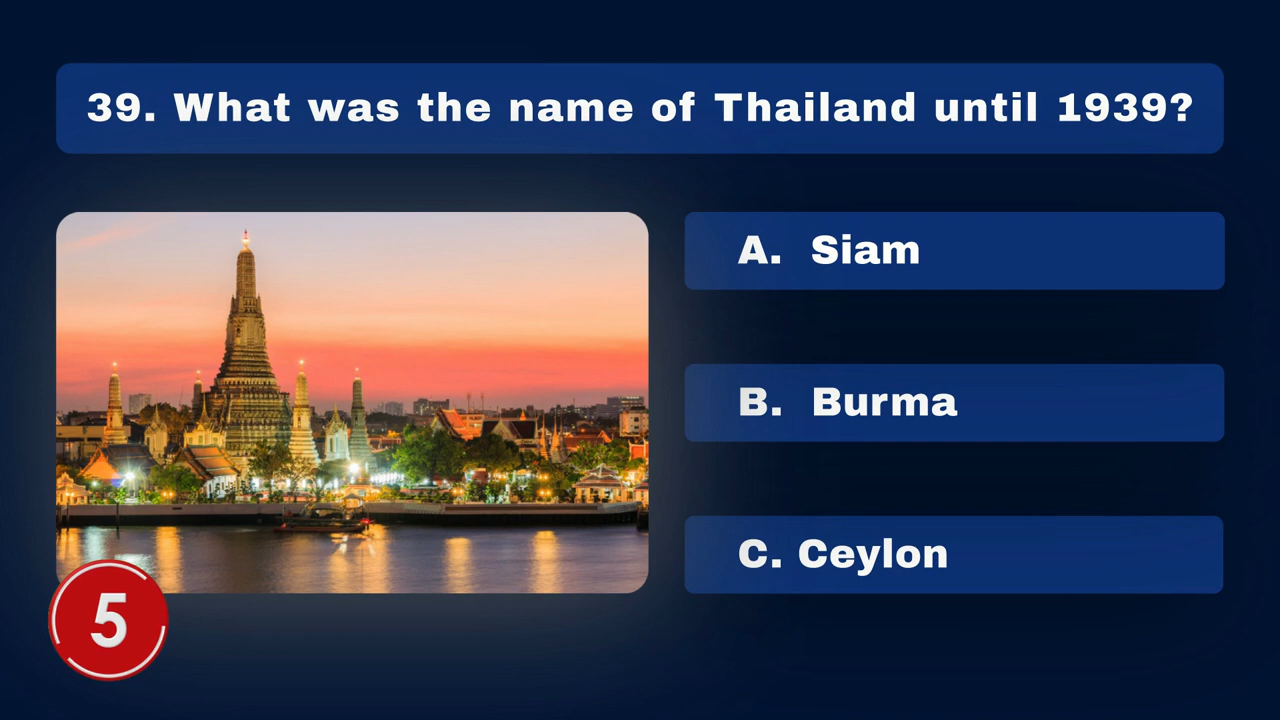 39. What was the name of Thailand until 1939?
A. Siam
B. Burma
C. Ceylon
5